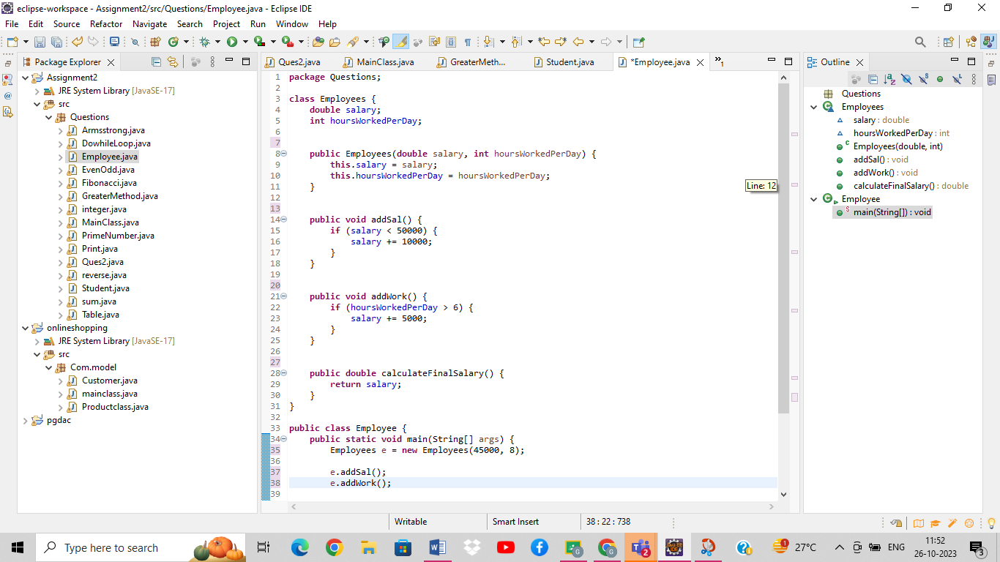 eclipse-workspace - Assignment2/src/Questions/Employee.java - Eclipse IDE
File Edit Source Refactor Navigate Search Project Run Window Help
Package Explorer
Assignment2
JRE System Library [JavaSE-17]
src
Questions
Armsstrong.java
DowhileLoop.java
Employee.java
EvenOdd.java
Fibonacci.java
GreaterMethod.java
integer.java
MainClass.java
PrimeNumber.java
Print.java
Ques2.java
reverse.java
Student.java
sum.java
Table.java
onlineshopping
JRE System Library [JavaSE-17]
src
Com.model
Customer.java
mainclass.java
Productclass.java
pgdac
Ques2.java MainClass.java GreaterMeth... Student.java *Employee.java »1
1 package Questions;
2
3 class Employees {
4 double salary;
5 int hoursWorkedPerDay;
6
7
8 public Employees(double salary, int hoursWorkedPerDay) {
9 this.salary = salary;
10 this.hoursWorkedPerDay = hoursWorkedPerDay;
11 }
12
13
14 public void addSal() {
15 if (salary < 50000) {
16 salary += 10000;
17 }
18 }
19
20
21 public void addWork() {
22 if (hoursWorkedPerDay > 6) {
23 salary += 5000;
24 }
25 }
26
27
28 public double calculateFinalSalary() {
29 return salary;
30 }
31 }
32
33 public class Employee {
34 public static void main(String[] args) {
35 Employees e = new Employees(45000, 8);
36
37 e.addSal();
38 e.addWork();
39
Line: 12
Outline
Questions
Employees
salary : double
hoursWorkedPerDay : int
Employees(double, int)
addSal() : void
addWork() : void
calculateFinalSalary() : double
Employee
main(String[]) : void
Writable Smart Insert 38 : 22 : 738
Type here to search
27°C
ENG
11:52
26-10-2023